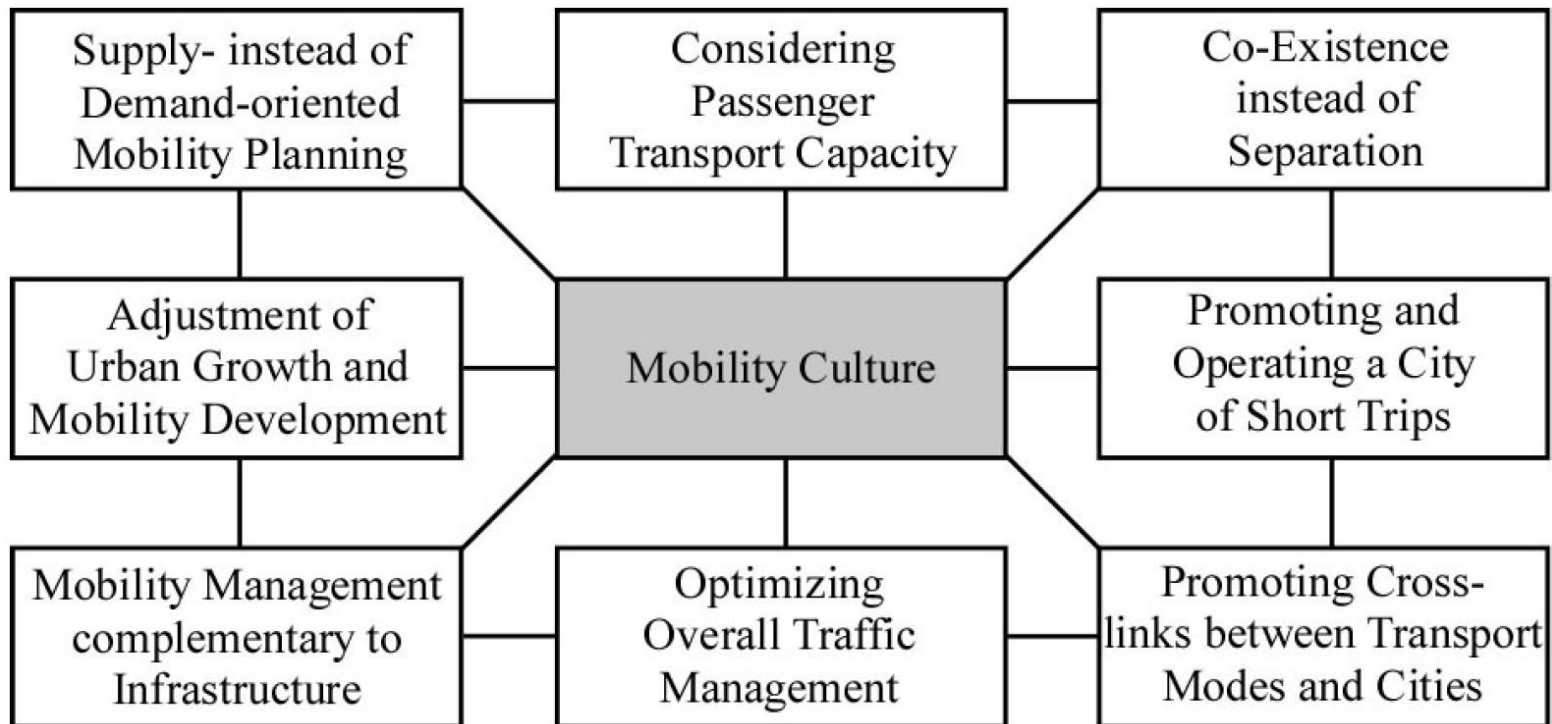 Supply- instead of
Demand-oriented
Mobility Planning
Considering
Passenger
Transport Capacity
Co-Existence
instead of
Separation
Adjustment of
Urban Growth and
Mobility Development
Mobility Culture
Promoting and
Operating a City
of Short Trips
Mobility Management
complementary to
Infrastructure
Optimizing
Overall Traffic
Management
Promoting Cross-
links between Transport
Modes and Cities